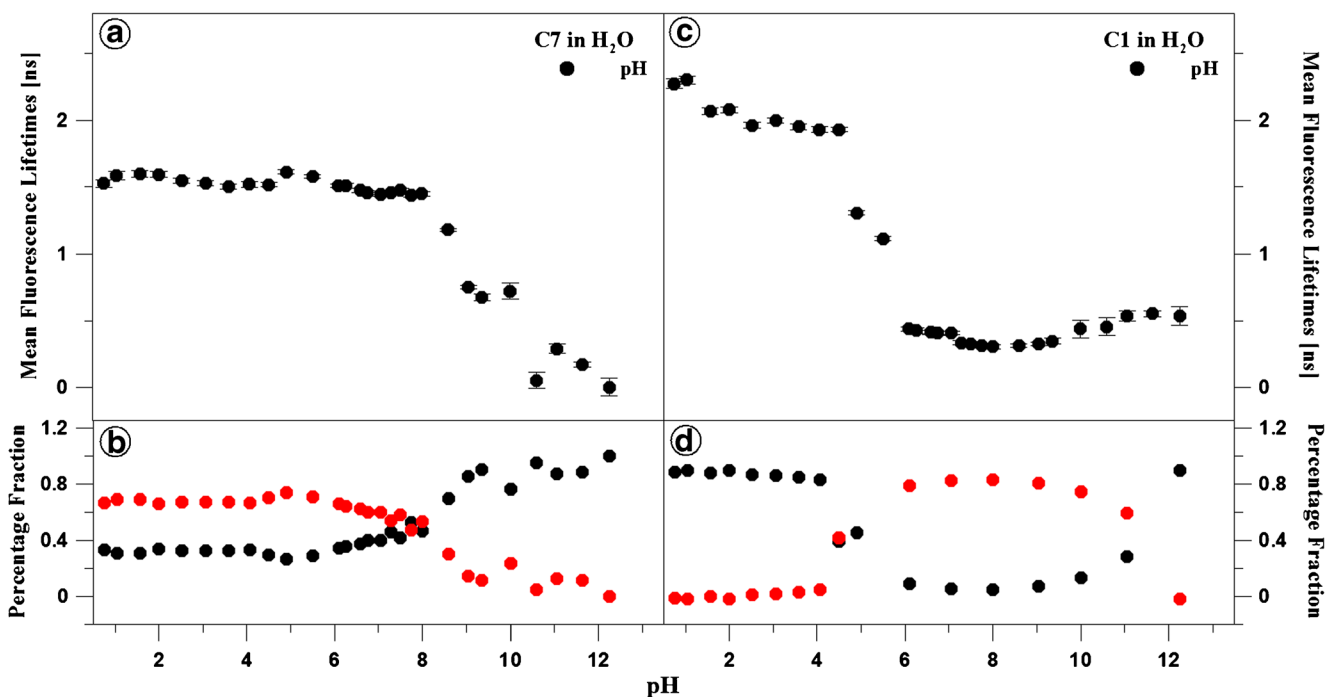 a
C7 in H₂O
pH
Mean Fluorescence Lifetimes [ns]
2
1
0
c
C1 in H₂O
pH
Mean Fluorescence Lifetimes [ns]
2
1
0
b
Percentage Fraction
1.2
0.8
0.4
0
d
Percentage Fraction
1.2
0.8
0.4
0
2 4 6 8 10 12
2 4 6 8 10 12
pH